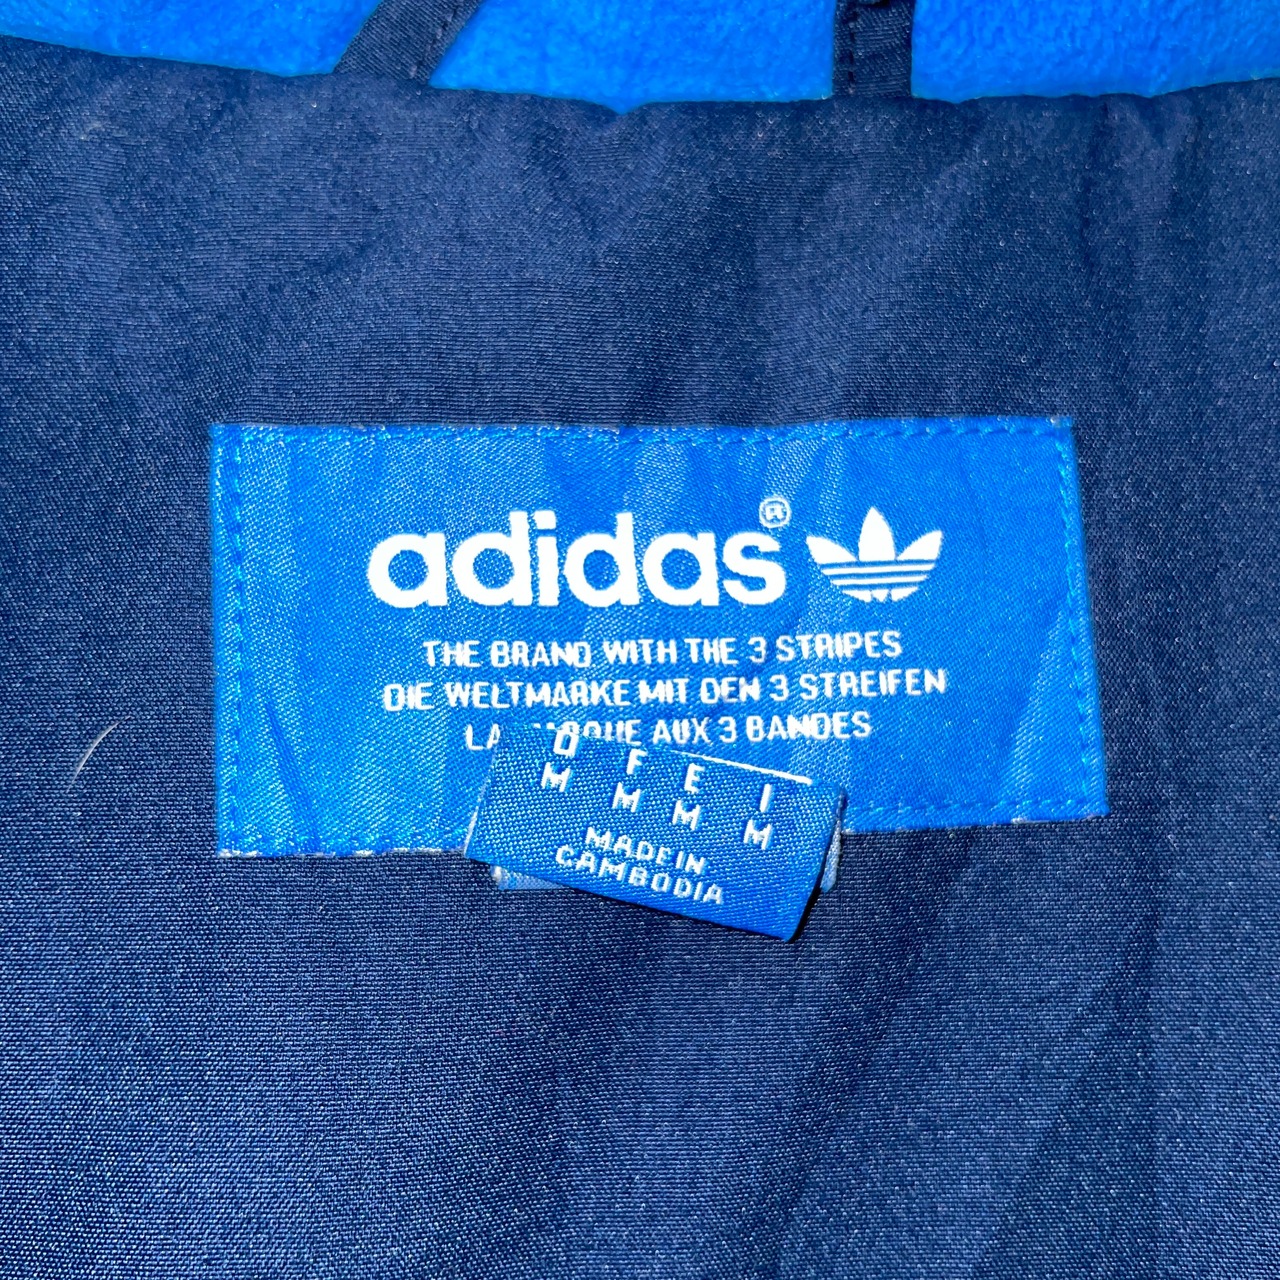 adidas®
THE BRAND WITH THE 3 STRIPES
DIE WELTMARKE MIT DEN 3 STREIFEN
AUX 3 BANDES
D F E I
M M M M
MADE IN
CAMBODIA